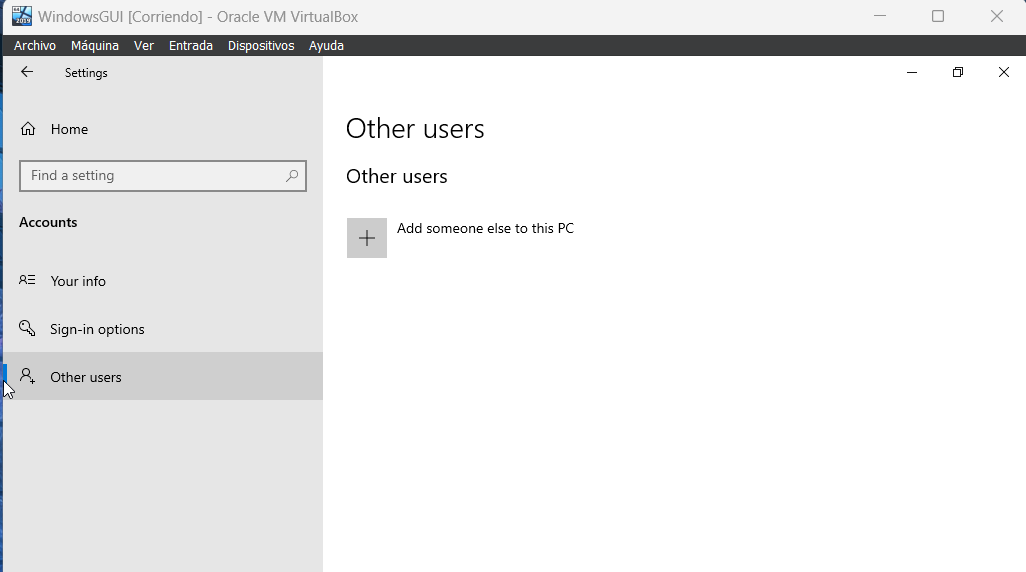 WindowsGUI [Corriendo] - Oracle VM VirtualBox
Archivo Máquina Ver Entrada Dispositivos Ayuda
Settings
Home
Find a setting
Accounts
Your info
Sign-in options
Other users
Other users
Other users
Add someone else to this PC